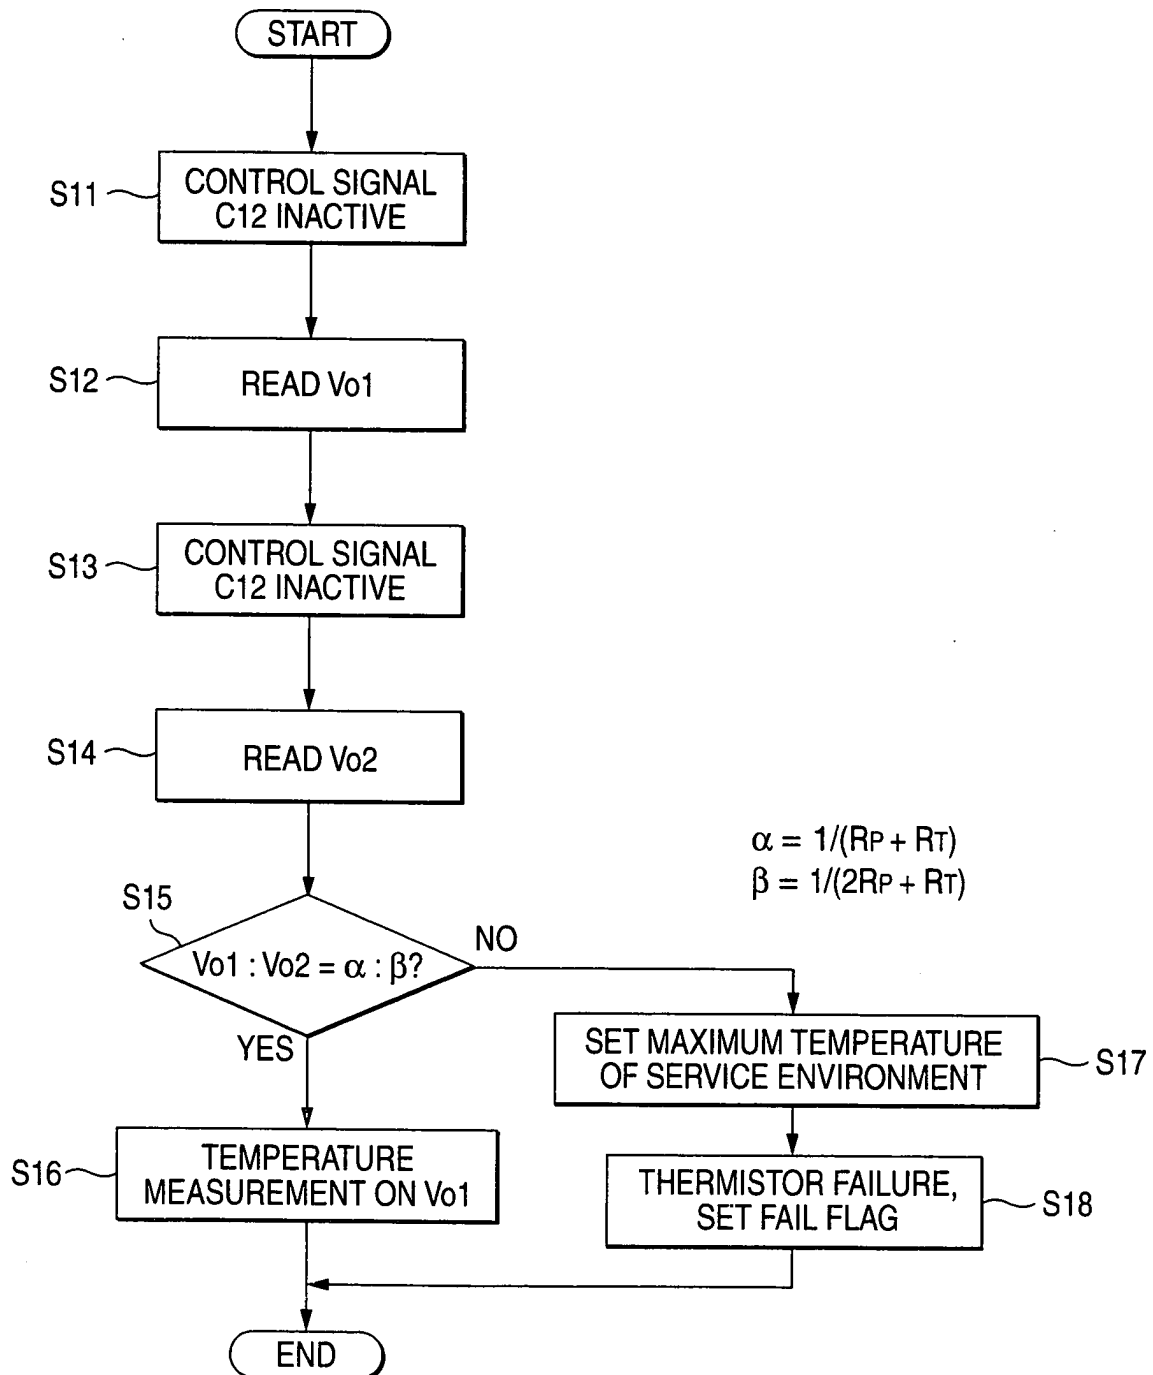 START
S11
CONTROL SIGNAL
C12 INACTIVE
S12
READ Vo1
S13
CONTROL SIGNAL
C12 INACTIVE
S14
READ Vo2
α = 1/(RP + RT)
β = 1/(2RP + RT)
S15
Vo1 : Vo2 = α : β?
NO
YES
SET MAXIMUM TEMPERATURE
OF SERVICE ENVIRONMENT
S17
S16
TEMPERATURE
MEASUREMENT ON Vo1
THERMISTOR FAILURE,
SET FAIL FLAG
S18
END